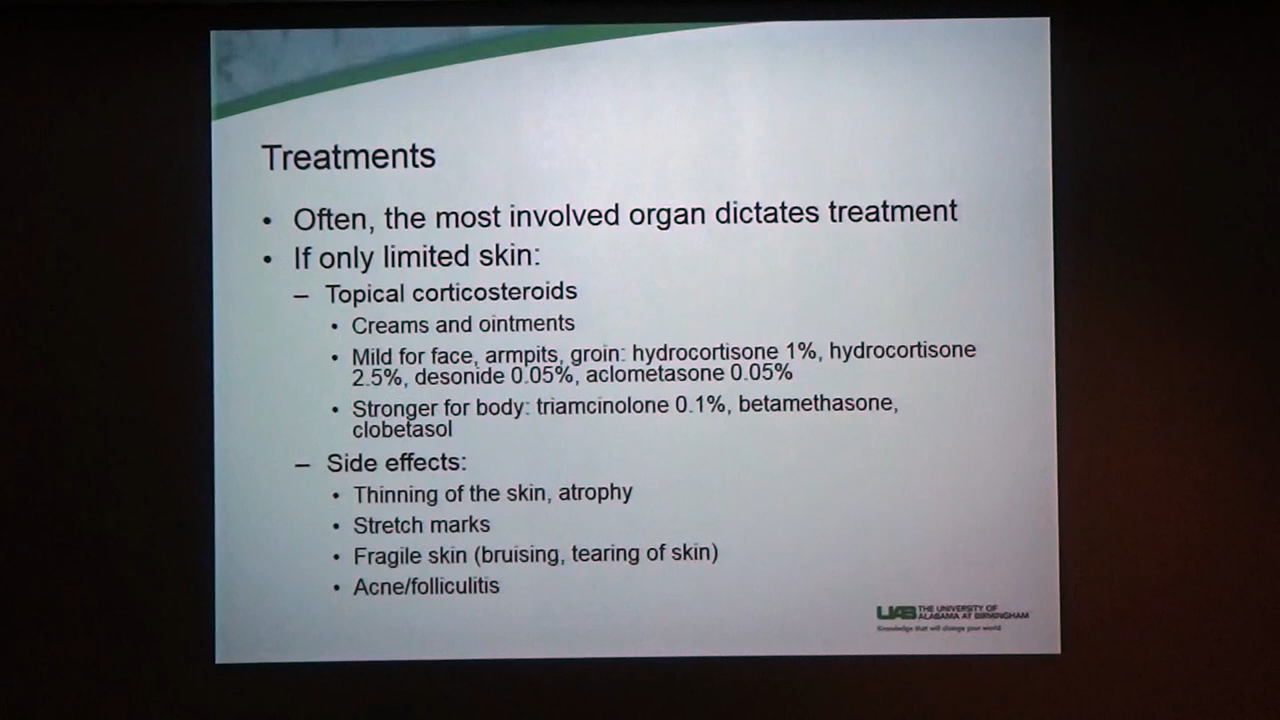 Treatments
• Often, the most involved organ dictates treatment
• If only limited skin:
– Topical corticosteroids
• Creams and ointments
• Mild for face, armpits, groin: hydrocortisone 1%, hydrocortisone
2.5%, desonide 0.05%, aclometasone 0.05%
• Stronger for body: triamcinolone 0.1%, betamethasone,
clobetasol
– Side effects:
• Thinning of the skin, atrophy
• Stretch marks
• Fragile skin (bruising, tearing of skin)
• Acne/folliculitis
UAB THE UNIVERSITY OF
ALABAMA AT BIRMINGHAM
Knowledge that will change your world